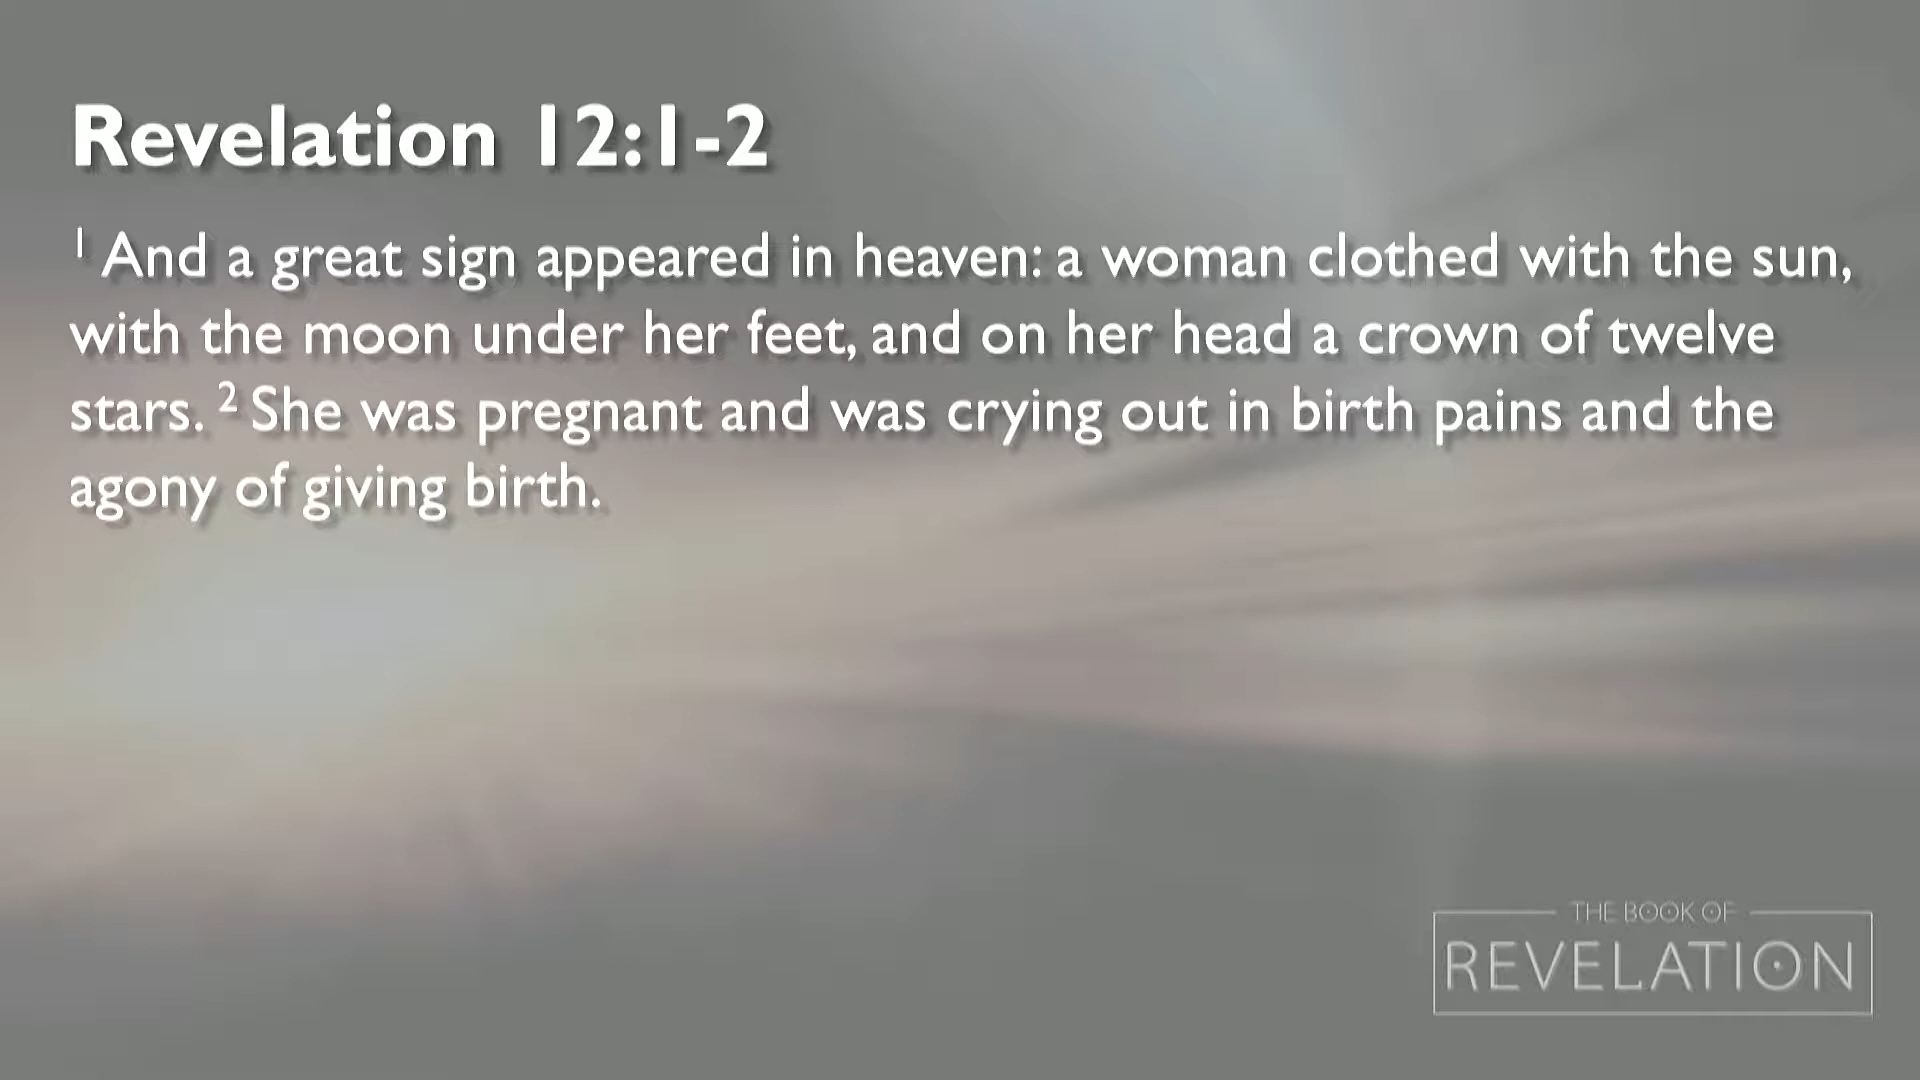 Revelation 12:1-2
1 And a great sign appeared in heaven: a woman clothed with the sun,
with the moon under her feet, and on her head a crown of twelve
stars. 2 She was pregnant and was crying out in birth pains and the
agony of giving birth.
THE BOOK OF
REVELATION